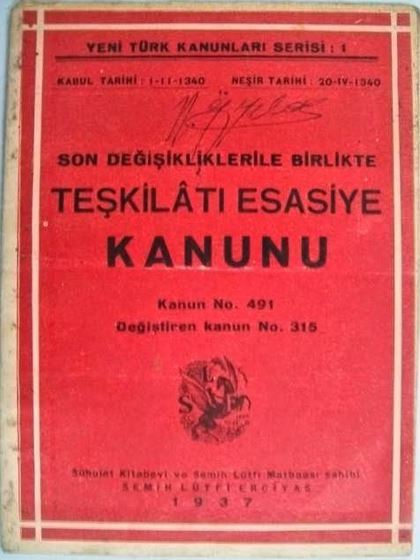 YENİ TÜRK KANUNLARI SERİSİ : 1
KABUL TARİHİ : 1-II-1340 NEŞİR TARİHİ : 20-IV-1340
SON DEĞİŞİKLİKLERİLE BİRLİKTE
TEŞKİLÂTI ESASİYE
KANUNU
Kanun No. 491
Değiştiren kanun No. 315
L
S
Sühulet Kitabevi ve Semih Lûtfi Matbaası sahibi
SEMİH LÛTFİ ERCİYAS
1937